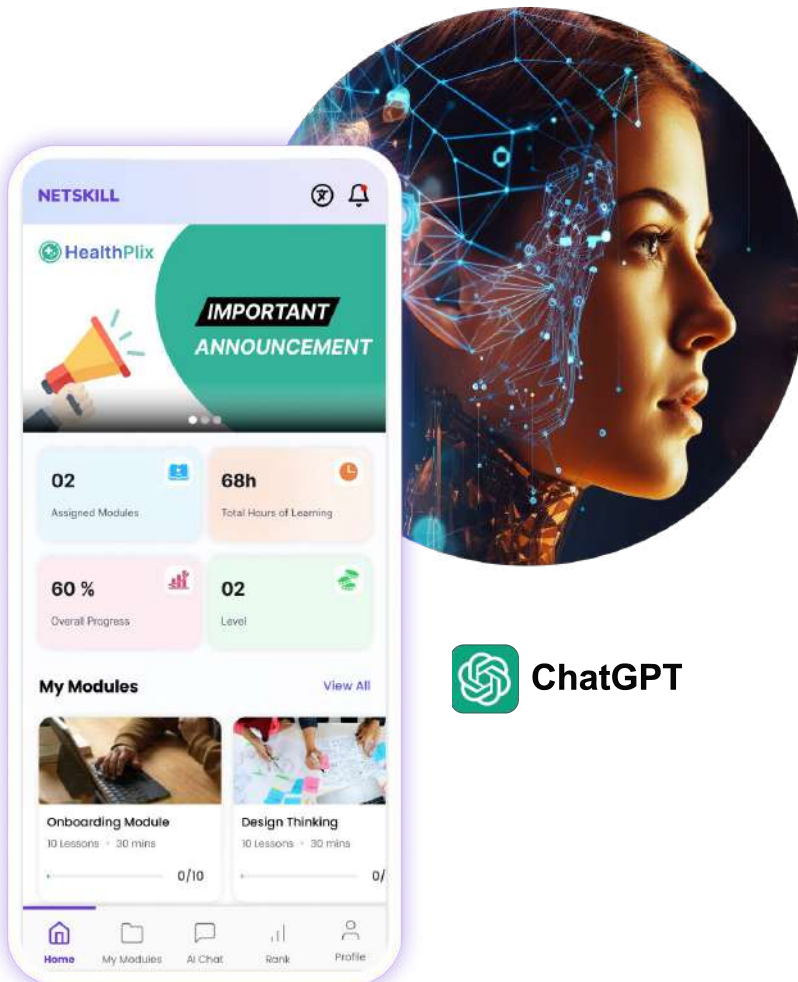 NETSKILL
HealthPlix
IMPORTANT
ANNOUNCEMENT
02
Assigned Modules
68h
Total Hours of Learning
60 %
Overall Progress
02
Level
My Modules
View All
Onboarding Module
10 Lessons • 30 mins
0/10
Design Thinking
10 Lessons • 30 mins
0/
Home
My Modules
AI Chat
Rank
Profile
ChatGPT